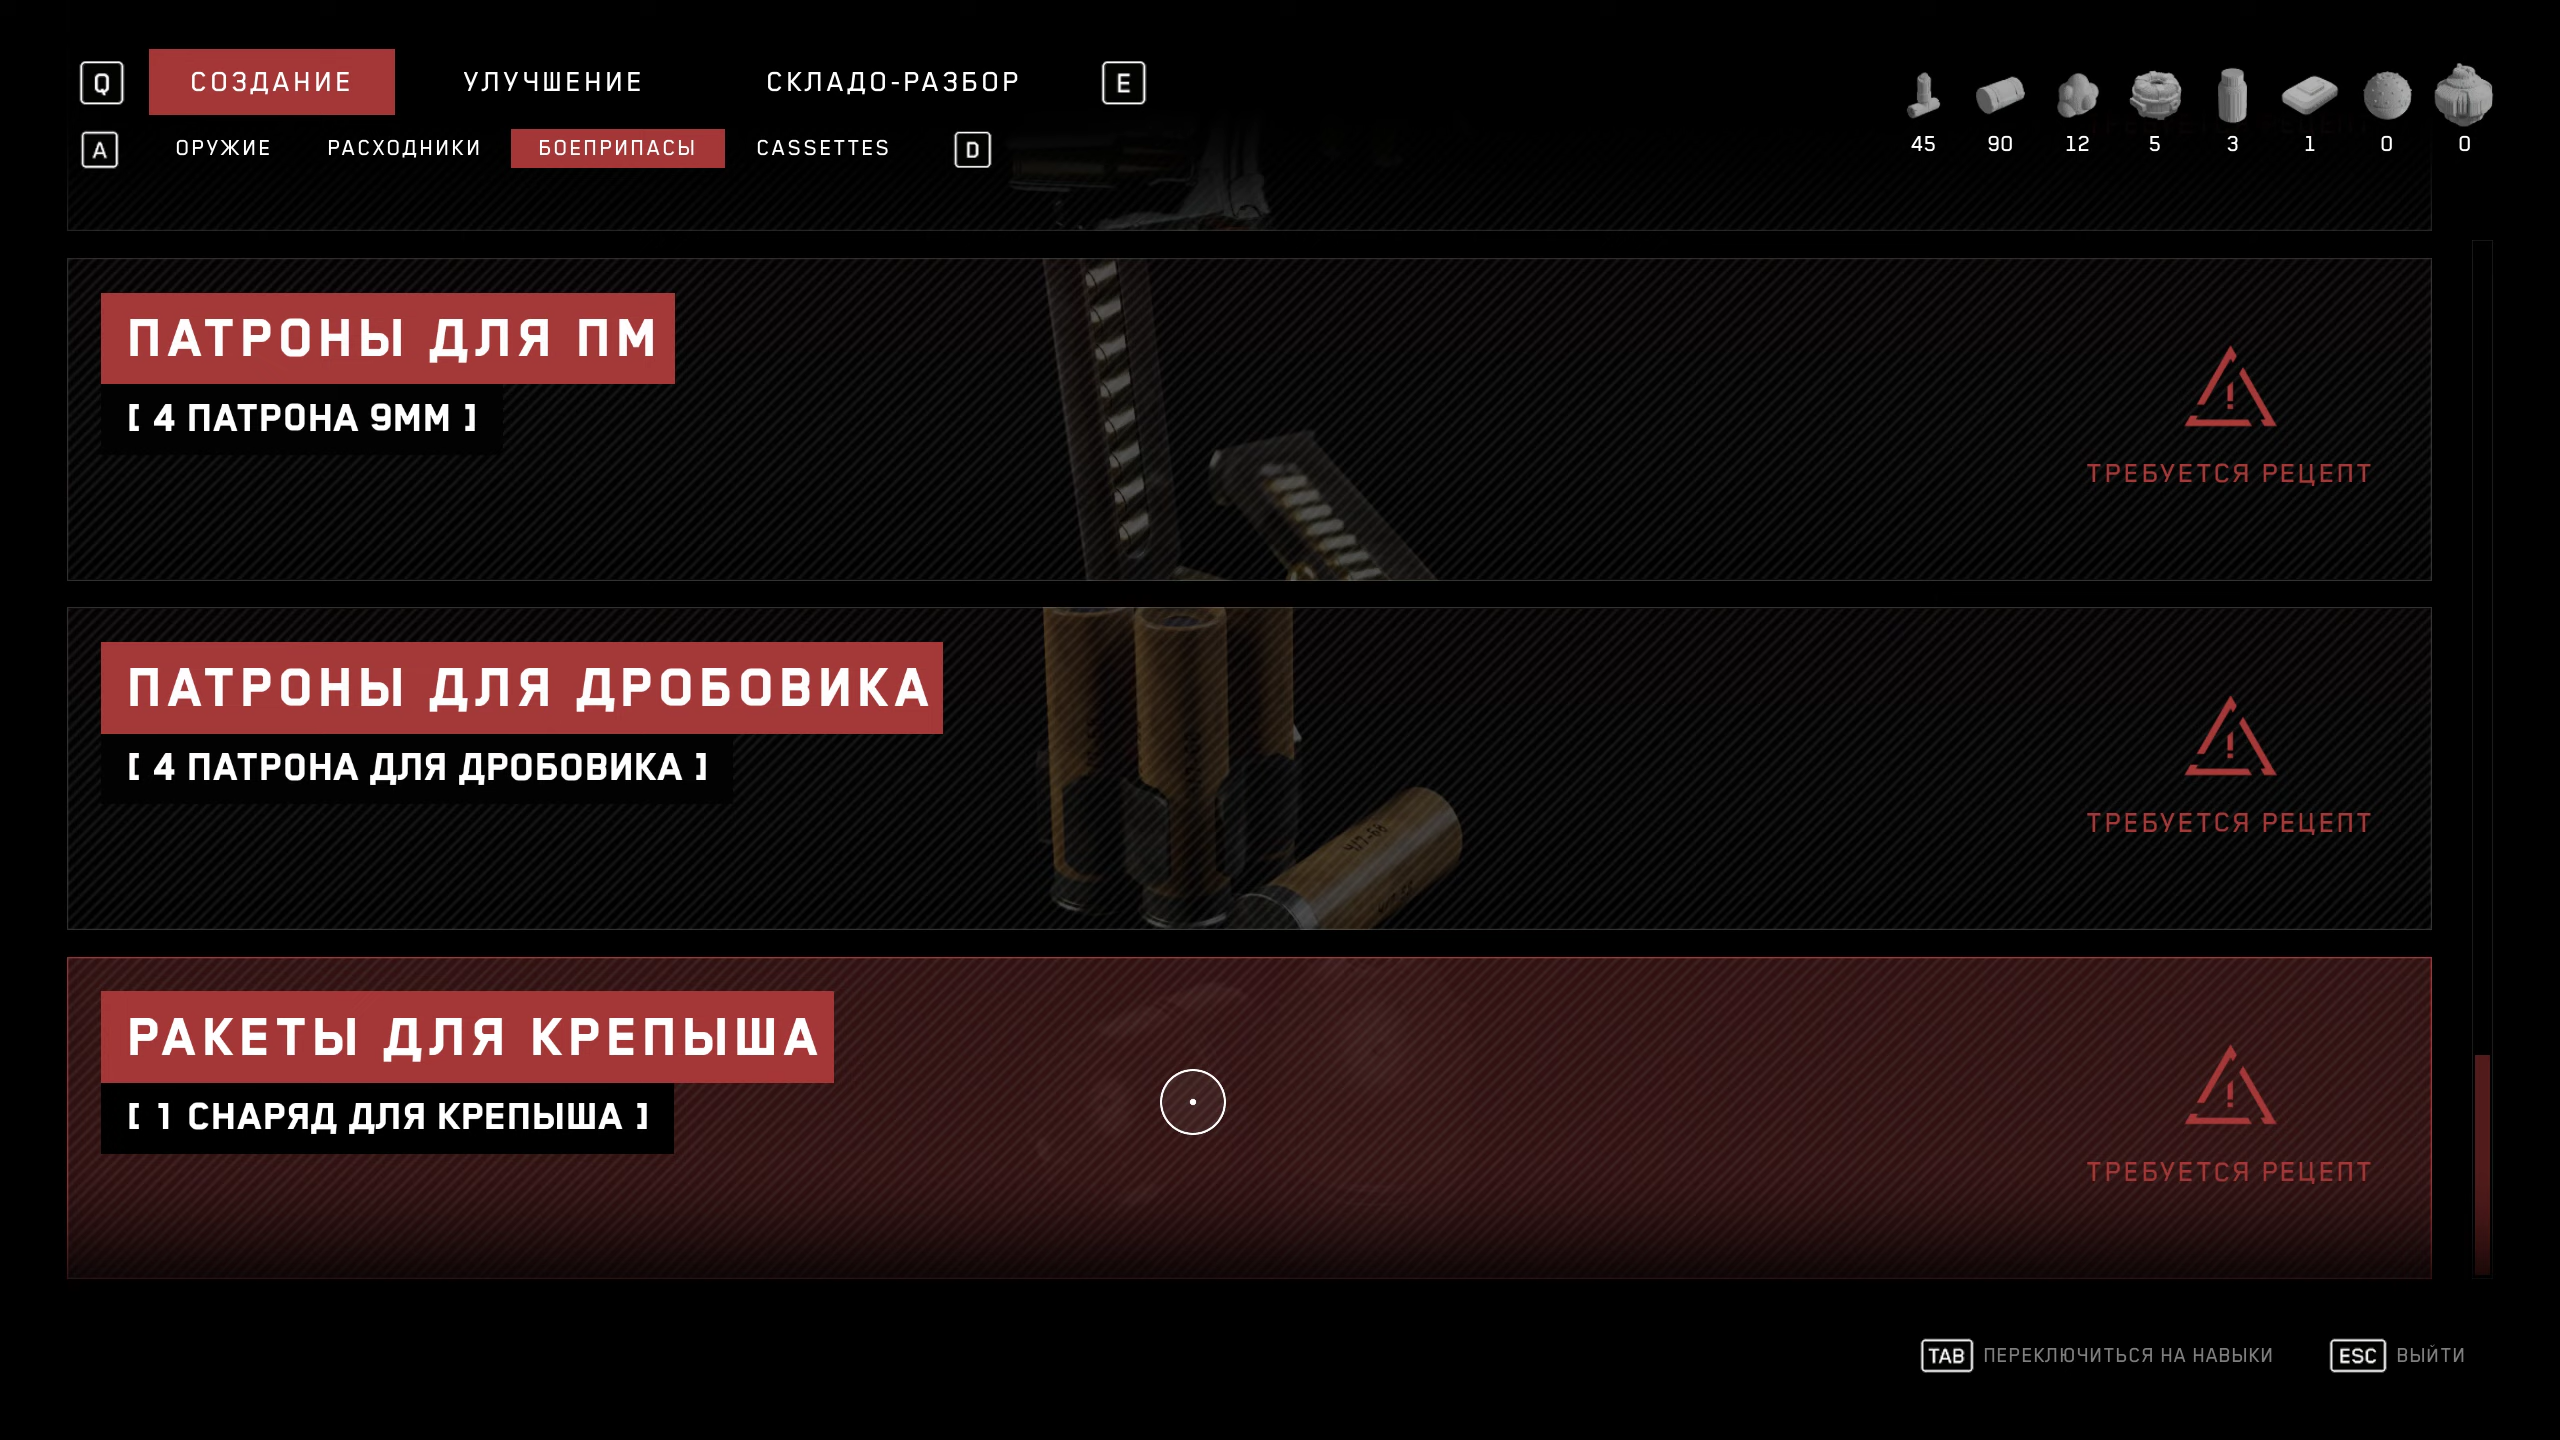 Q СОЗДАНИЕ УЛУЧШЕНИЕ СКЛАДО-РАЗБОР E
A ОРУЖИЕ РАСХОДНИКИ БОЕПРИПАСЫ CASSETTES D
45 90 12 5 3 1 0 0
ПАТРОНЫ ДЛЯ ПМ
[ 4 ПАТРОНА 9ММ ]
ТРЕБУЕТСЯ РЕЦЕПТ
ПАТРОНЫ ДЛЯ ДРОБОВИКА
[ 4 ПАТРОНА ДЛЯ ДРОБОВИКА ]
ТРЕБУЕТСЯ РЕЦЕПТ
РАКЕТЫ ДЛЯ КРЕПЫША
[ 1 СНАРЯД ДЛЯ КРЕПЫША ]
ТРЕБУЕТСЯ РЕЦЕПТ
TAB ПЕРЕКЛЮЧИТЬСЯ НА НАВЫКИ ESC ВЫЙТИ